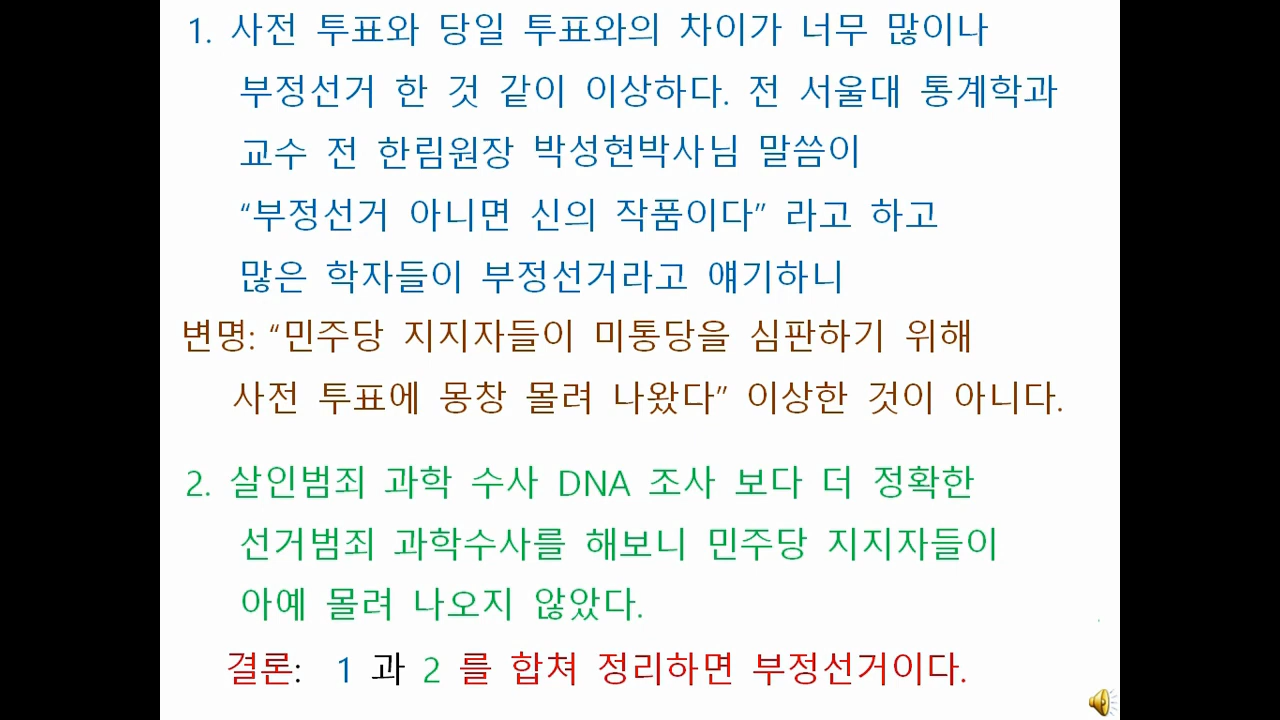 1. 사전 투표와 당일 투표와의 차이가 너무 많이나
부정선거 한 것 같이 이상하다. 전 서울대 통계학과
교수 전 한림원장 박성현박사님 말씀이
“부정선거 아니면 신의 작품이다” 라고 하고
많은 학자들이 부정선거라고 얘기하니
변명: “민주당 지지자들이 미통당을 심판하기 위해
사전 투표에 몽창 몰려 나왔다” 이상한 것이 아니다.
2. 살인범죄 과학 수사 DNA 조사 보다 더 정확한
선거범죄 과학수사를 해보니 민주당 지지자들이
아예 몰려 나오지 않았다.
결론: 1 과 2 를 합쳐 정리하면 부정선거이다.